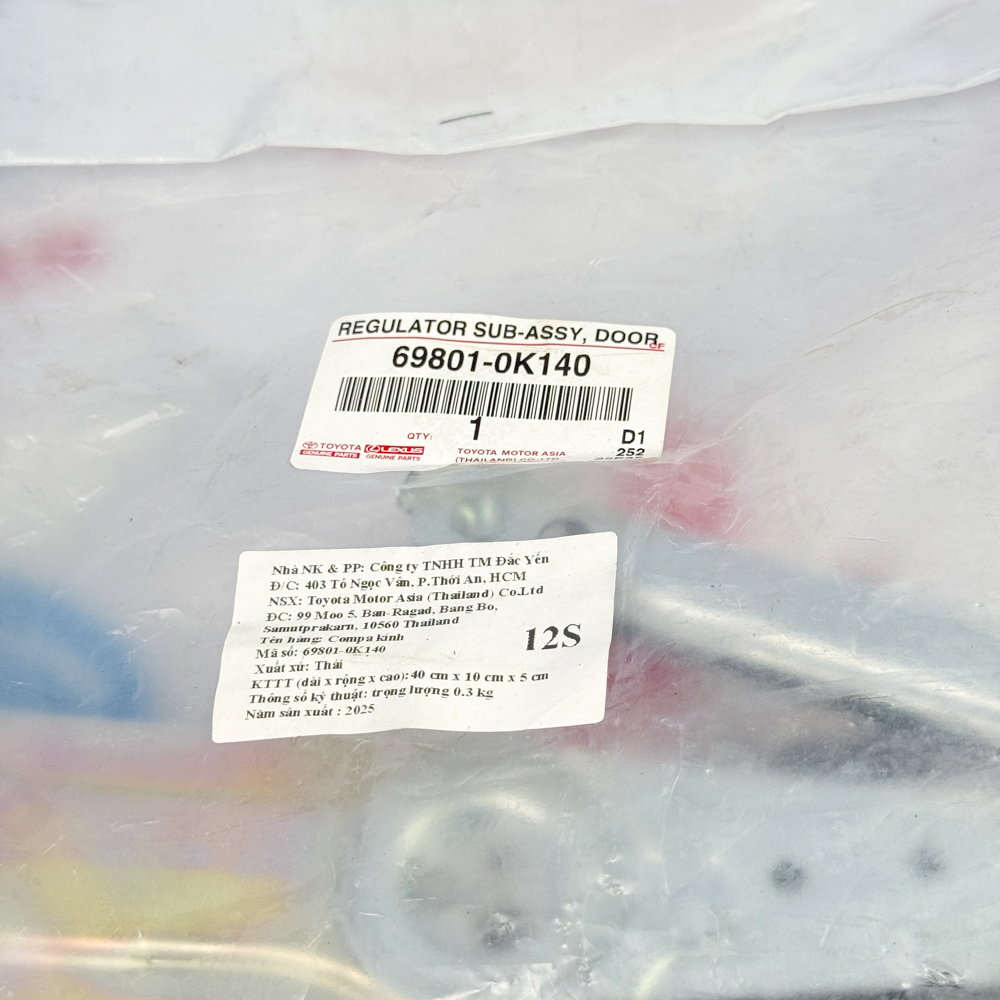 REGULATOR SUB-ASSY, DOOR
CF
69801-0K140
QTY: 1 D1
TOYOTA LEXUS TOYOTA MOTOR ASIA 252
GENUINE PARTS GENUINE PARTS (THAILAND) CO.,LTD.
Nhà NK & PP: Công ty TNHH TM Đắc Yến
Đ/C: 403 Tô Ngọc Vân, P.Thới An, HCM
NSX: Toyota Motor Asia (Thailand) Co.Ltd
ĐC: 99 Moo 5, Ban-Ragad, Bang Bo,
Samutprakarn, 10560 Thailand
Tên hàng: Compa kính
Mã số: 69801-0K140
12S
Xuất xứ: Thái
KTTT (dài x rộng x cao): 40 cm x 10 cm x 5 cm
Thông số kỹ thuật: trọng lượng 0.3 kg
Năm sản xuất : 2025